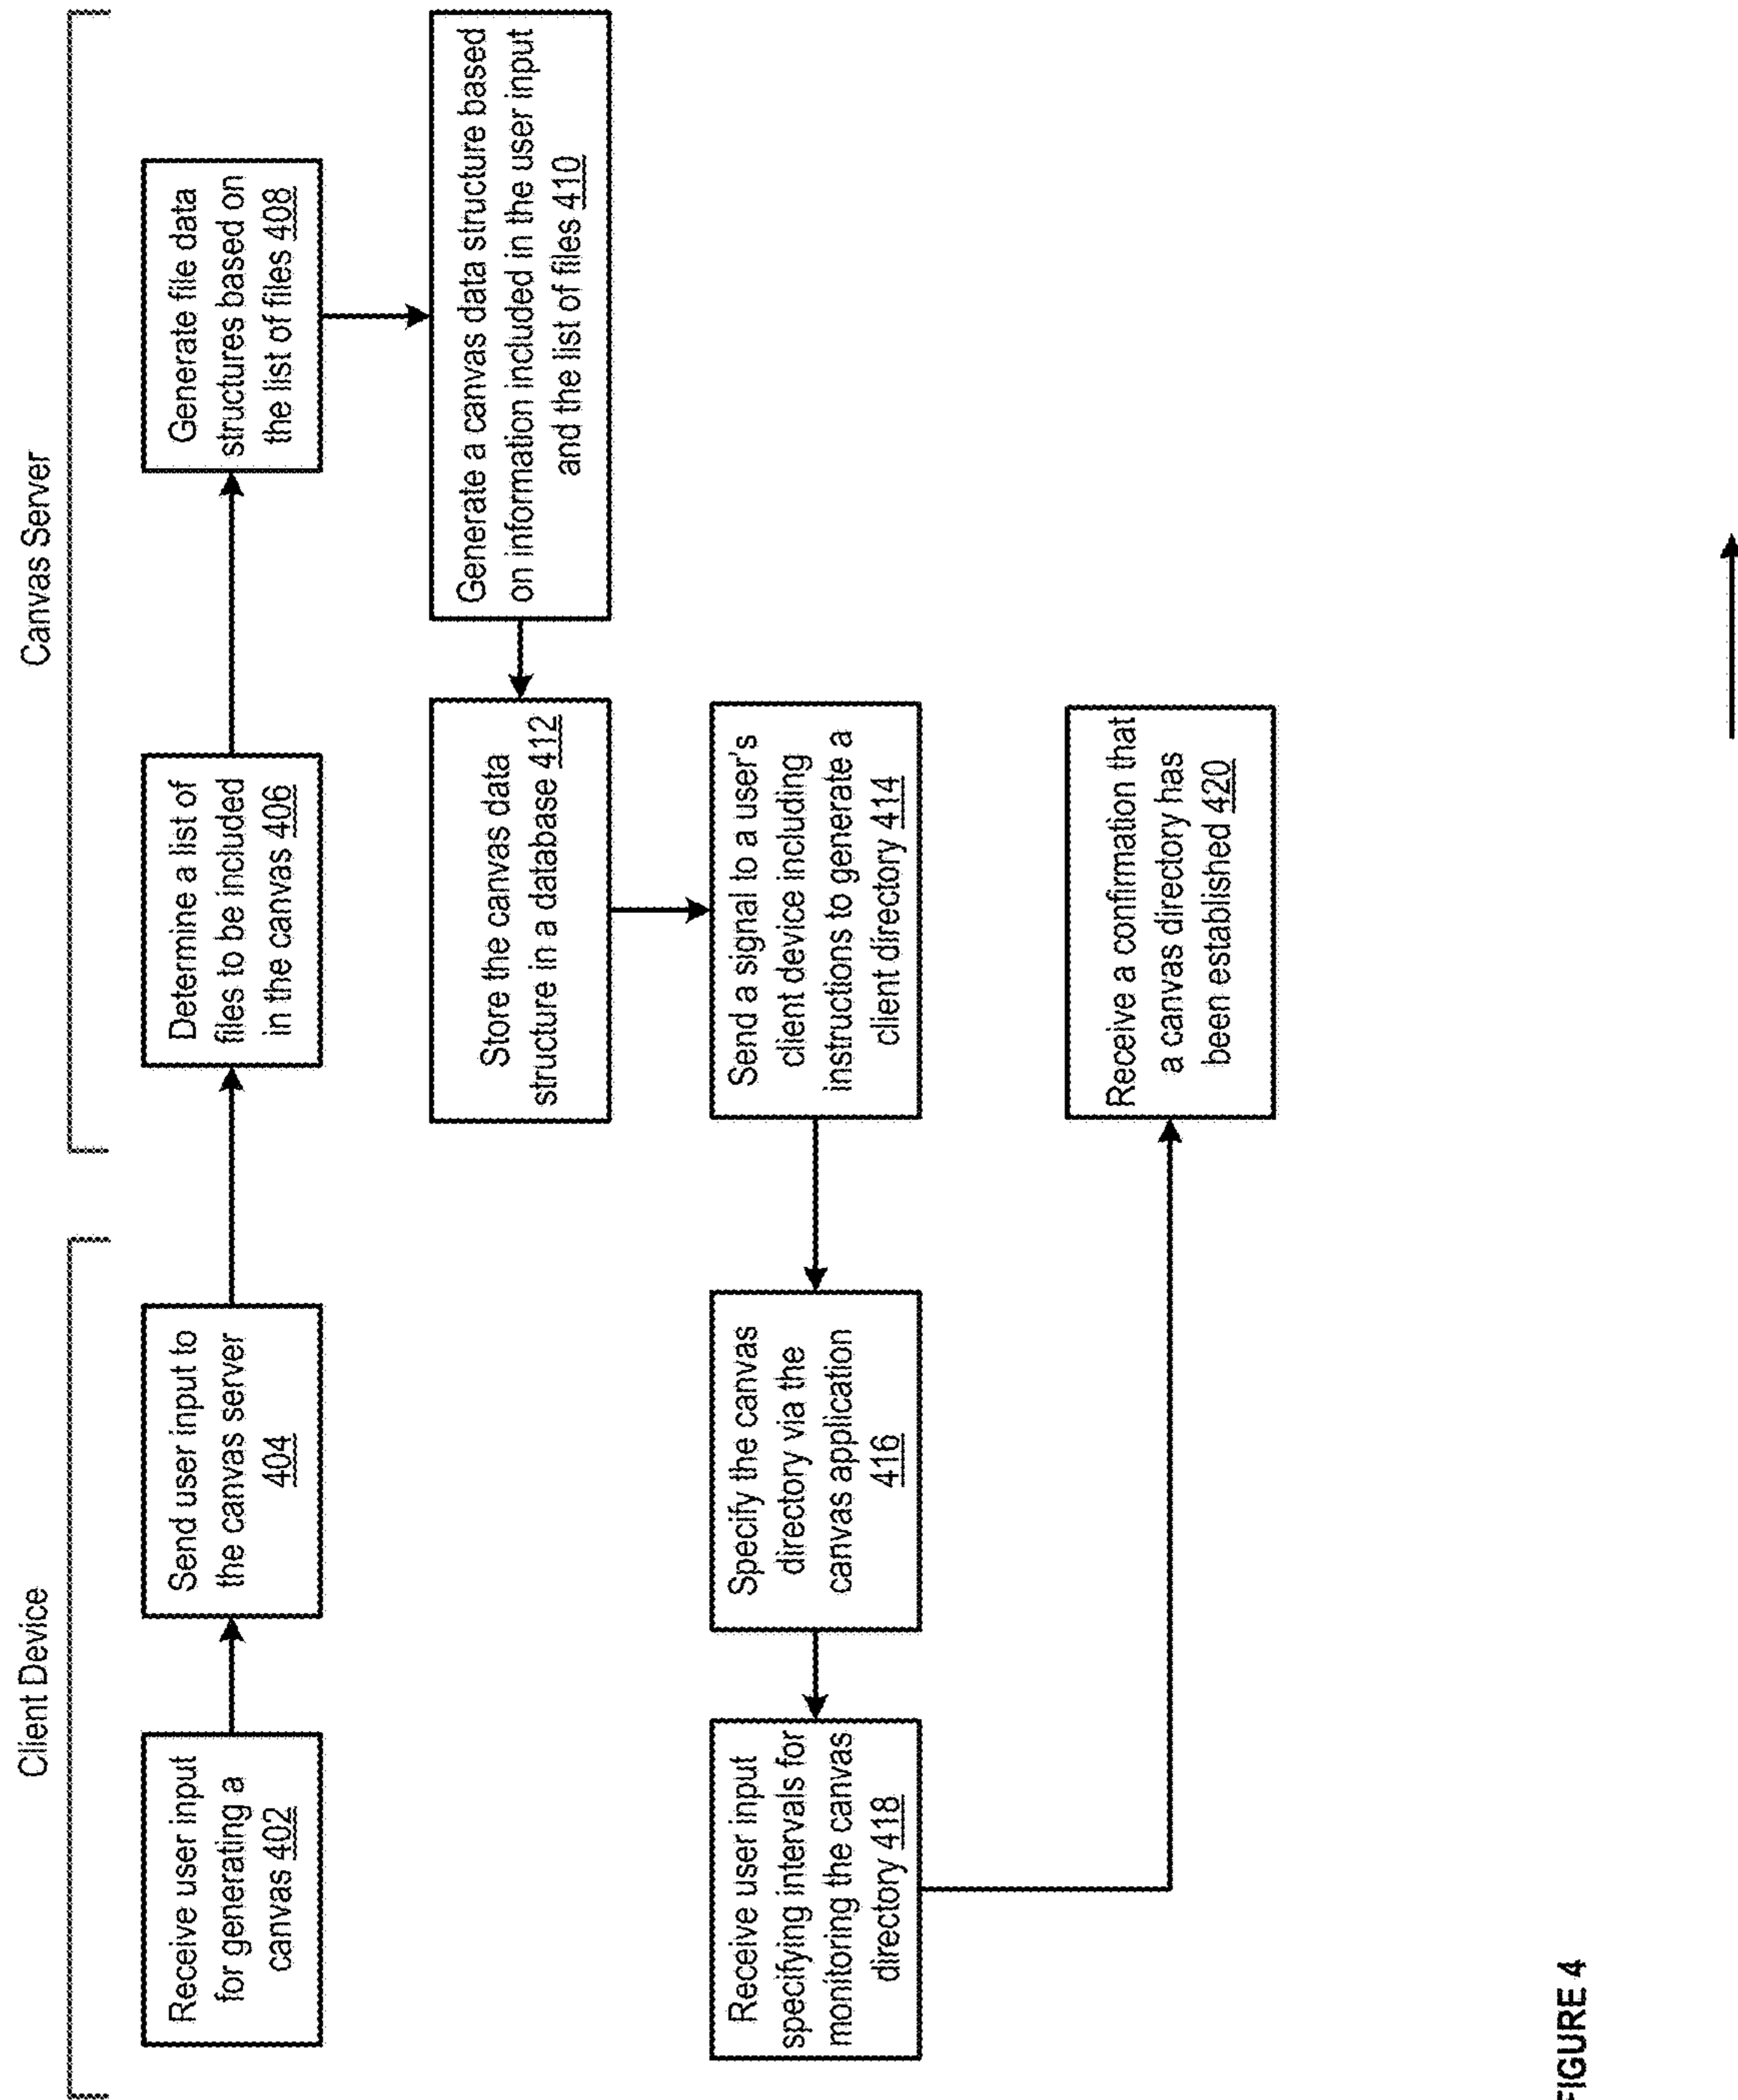 Client Device
Canvas Server
Receive user input
for generating a
canvas 402
Send user input to
the canvas server
404
Determine a list of
files to be included
in the canvas 406
Generate file data
structures based on
the list of files 408
Generate a canvas data structure based
on information included in the user input
and the list of files 410
Store the canvas data
structure in a database 412
Send a signal to a user's
client device including
instructions to generate a
client directory 414
Specify the canvas
directory via the
canvas application
416
Receive user input
specifying intervals for
monitoring the canvas
directory 418
Receive a confirmation that
a canvas directory has
been established 420
FIGURE 4